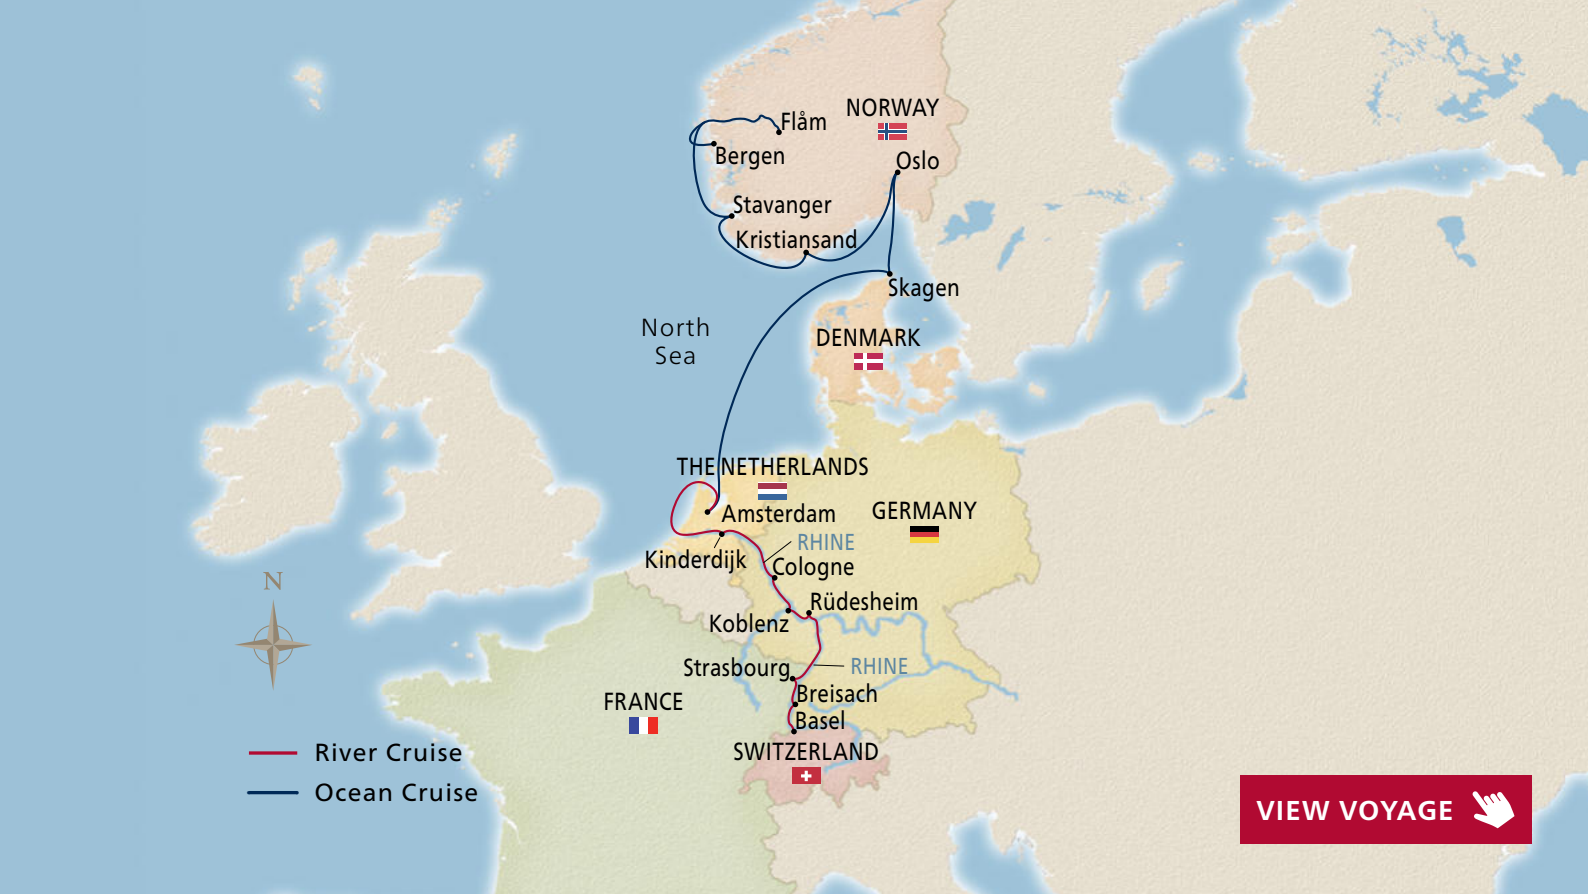 NORWAY
Flåm
Bergen
Oslo
Stavanger
Kristiansand
Skagen
North
Sea
DENMARK
THE NETHERLANDS
Amsterdam
GERMANY
RHINE
Kinderdijk
Cologne
Rüdesheim
Koblenz
N
Strasbourg
RHINE
Breisach
FRANCE
Basel
SWITZERLAND
River Cruise
Ocean Cruise
VIEW VOYAGE